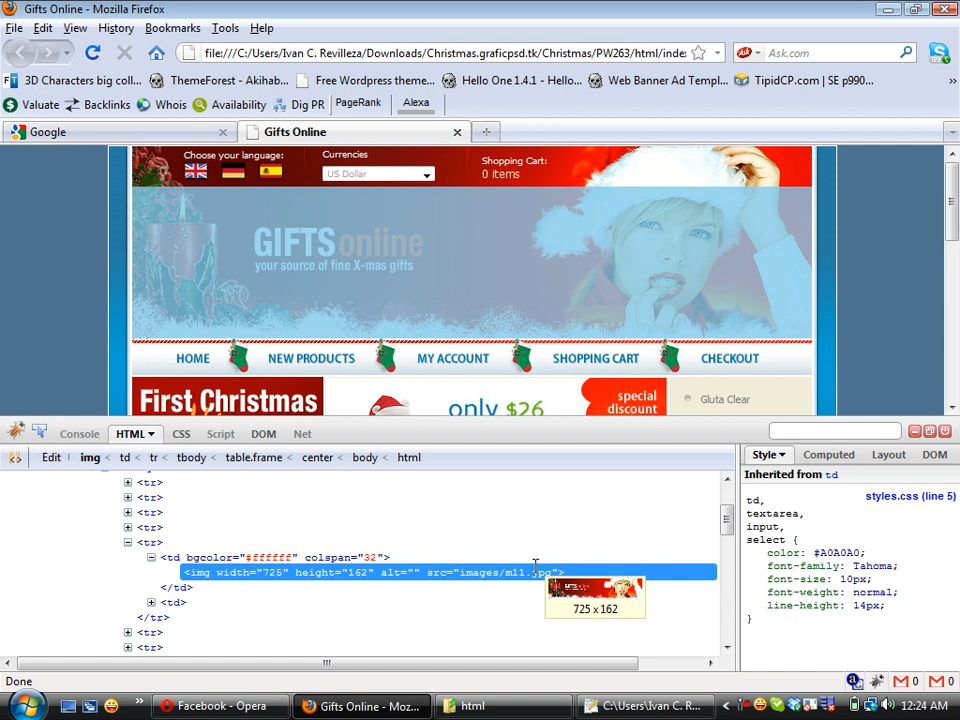 Gifts Online - Mozilla Firefox
File Edit View History Bookmarks Tools Help
file:///C:/Users/Ivan C. Revilleza/Downloads/Christmas.graficpsd.tk/Christmas/PW263/html/inde: Ask Ask.com
3D Characters big coll... ThemeForest - Akihab... Free Wordpress theme... Hello One 1.4.1 - Hello... Web Banner Ad Templ... TipidCP.com | SE p990... »
Valuate Backlinks Whois Availability Dig PR PageRank Alexa
Google Gifts Online
Choose your language: Currencies Shopping Cart:
US Dollar 0 items
GIFTSonline
your source of fine X-mas gifts
HOME NEW PRODUCTS MY ACCOUNT SHOPPING CART CHECKOUT
First Christmas only $26 special discount Gluta Clear
Console HTML CSS Script DOM Net
Edit img < td < tr < tbody < table.frame < center < body < html
Style Computed Layout DOM
Inherited from td
styles.css (line 5)
<tr>
<tr>
<tr>
<tr>
<tr>
<td bgcolor="#ffffff" colspan="32">
<img width="725" height="162" alt="" src="images/m11.jpg">
</td>
<td>
</tr>
<tr>
<tr>
725 x 162
td,
textarea,
input,
select {
color: #A0A0A0;
font-family: Tahoma;
font-size: 10px;
font-weight: normal;
line-height: 14px;
}
Done 0 0
Facebook - Opera Gifts Online - Moz... html C:\Users\Ivan C. R... 12:24 AM